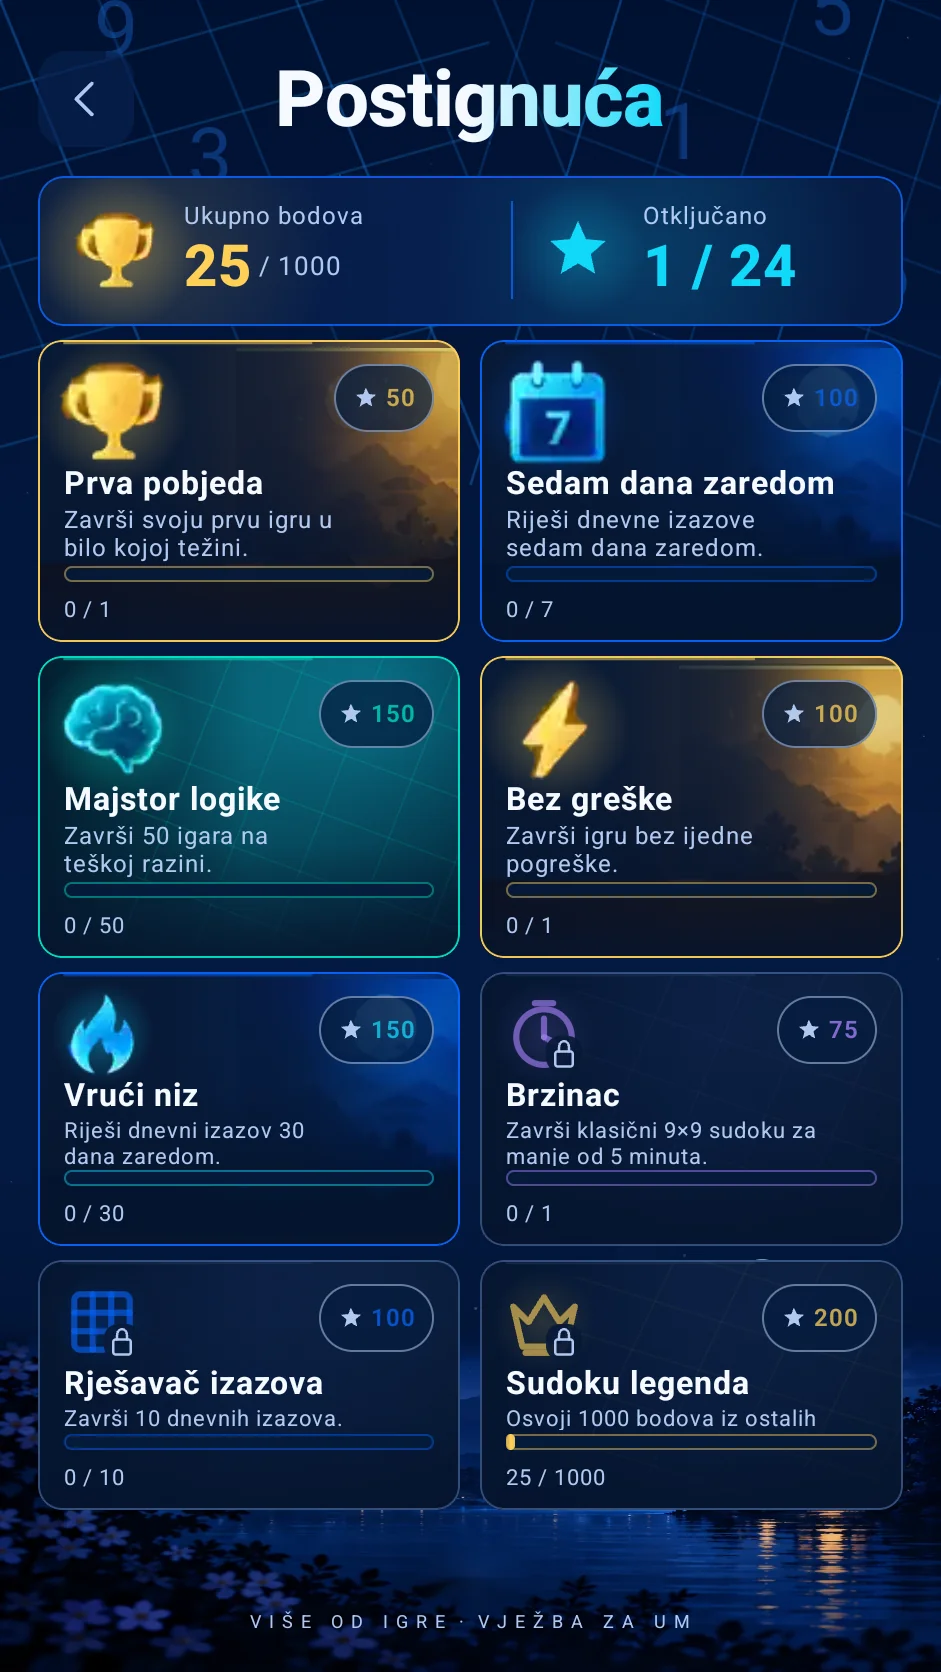 9
5
3
1
Postignuća
Ukupno bodova
25 / 1000
Otključano
1 / 24
50
Prva pobjeda
Završi svoju prvu igru u
bilo kojoj težini.
0 / 1
7
100
Sedam dana zaredom
Riješi dnevne izazove
sedam dana zaredom.
0 / 7
150
Majstor logike
Završi 50 igara na
teškoj razini.
0 / 50
100
Bez greške
Završi igru bez ijedne
pogreške.
0 / 1
150
Vrući niz
Riješi dnevni izazov 30
dana zaredom.
0 / 30
75
Brzinac
Završi klasični 9×9 sudoku za
manje od 5 minuta.
0 / 1
100
Rješavač izazova
Završi 10 dnevnih izazova.
0 / 10
200
Sudoku legenda
Osvoji 1000 bodova iz ostalih
25 / 1000
VIŠE OD IGRE · VJEŽBA ZA UM